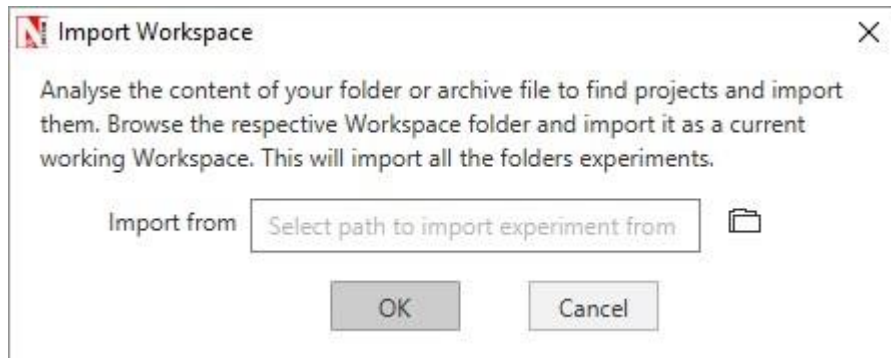 Import Workspace
Analyse the content of your folder or archive file to find projects and import
them. Browse the respective Workspace folder and import it as a current
working Workspace. This will import all the folders experiments.
Import from Select path to import experiment from
OK Cancel